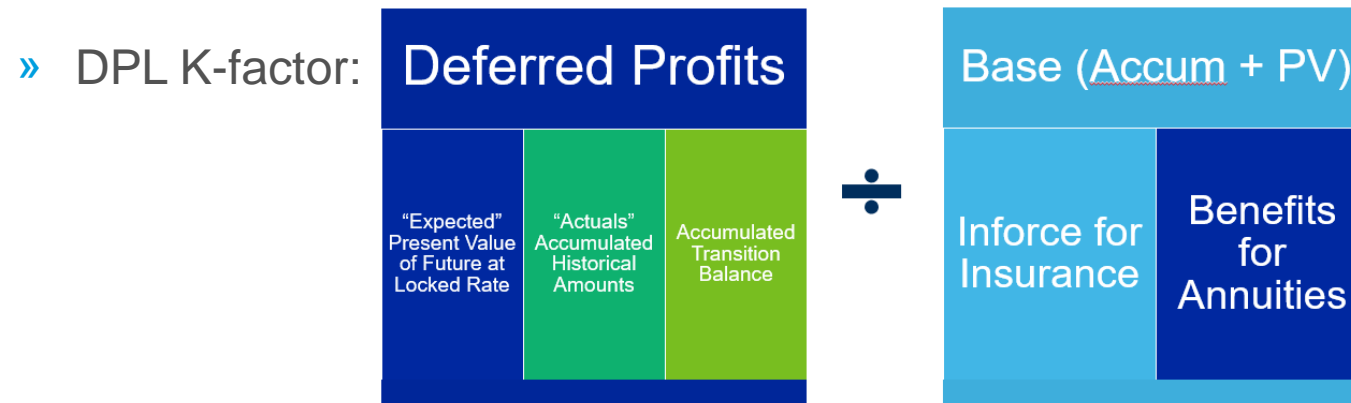 » DPL K-factor:
Deferred Profits
“Expected”
Present Value
of Future at
Locked Rate
“Actuals”
Accumulated
Historical
Amounts
Accumulated
Transition
Balance
÷
Base (Accum + PV)
Inforce for
Insurance
Benefits
for
Annuities